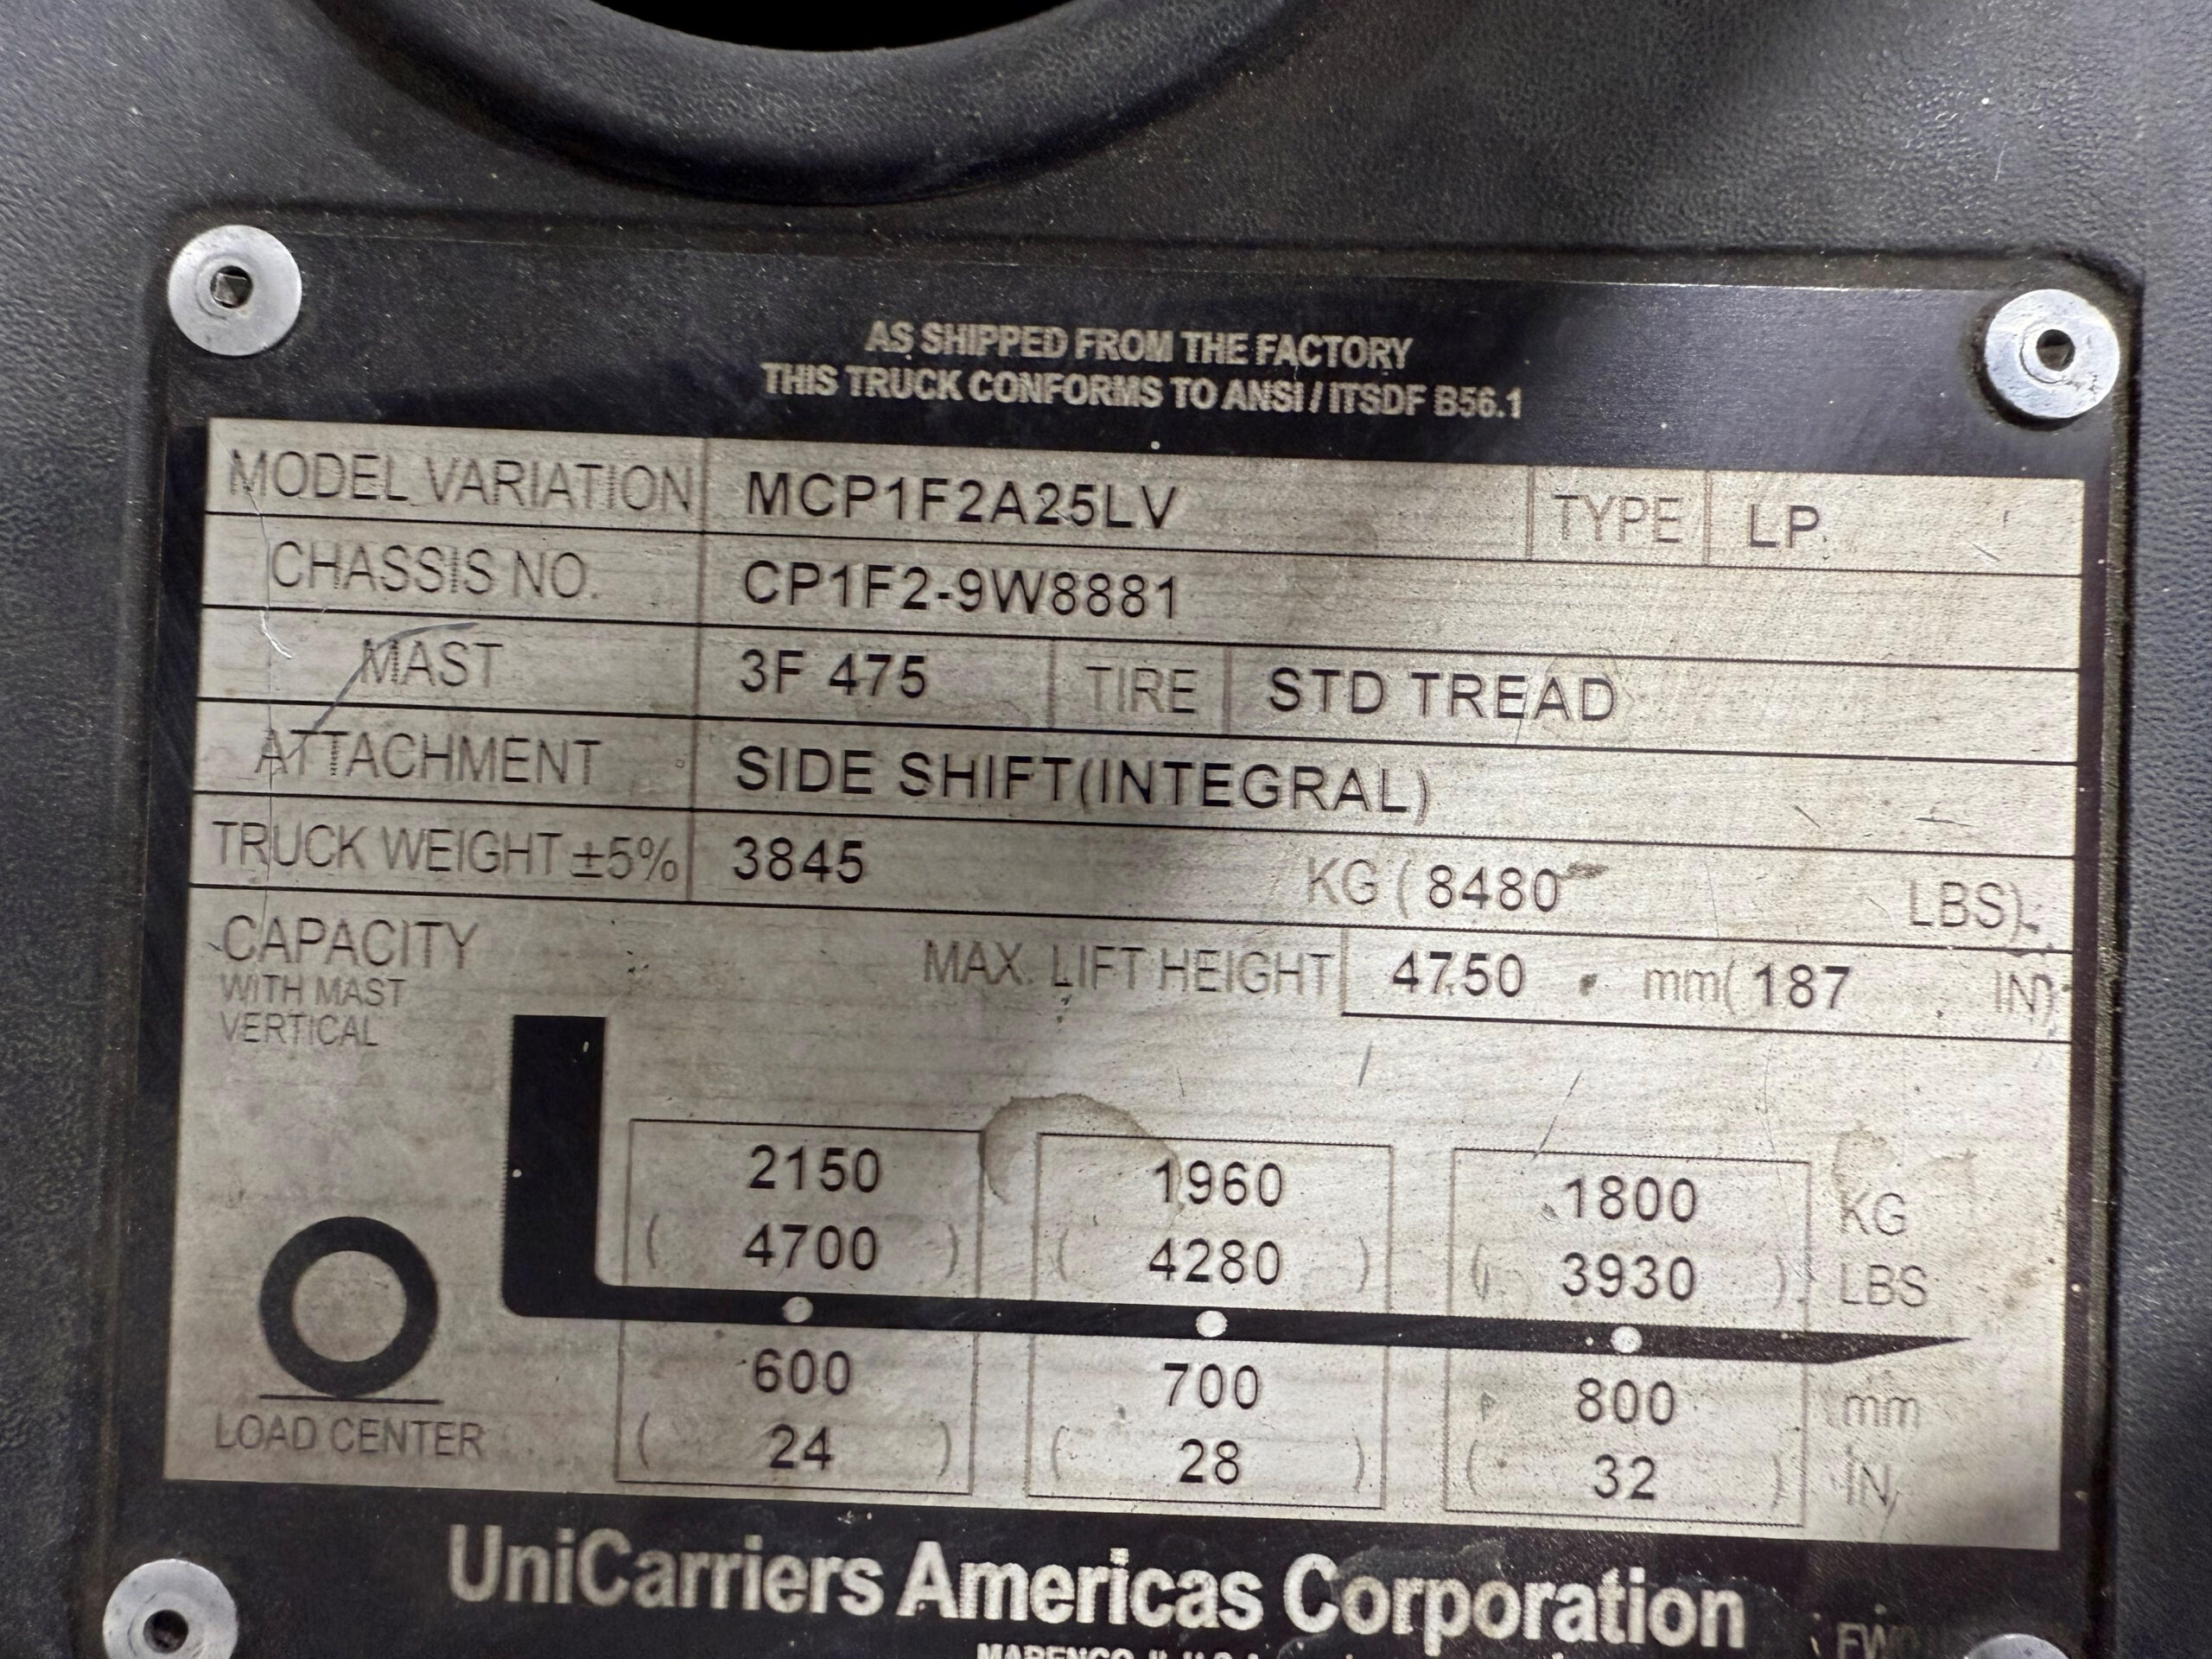 AS SHIPPED FROM THE FACTORY
THIS TRUCK CONFORMS TO ANSI / ITSDF B56.1
MODEL VARIATION MCP1F2A25LV TYPE LP
CHASSIS NO. CP1F2-9W8881
MAST 3F 475 TIRE STD TREAD
ATTACHMENT SIDE SHIFT(INTEGRAL)
TRUCK WEIGHT ±5% 3845 KG ( 8480 LBS)
CAPACITY MAX. LIFT HEIGHT 4750 mm( 187 IN)
WITH MAST
VERTICAL
2150 1960 1800 KG
( 4700 ) ( 4280 ) ( 3930 ) LBS
600 700 800 mm
LOAD CENTER ( 24 ) ( 28 ) ( 32 ) IN
UniCarriers Americas Corporation